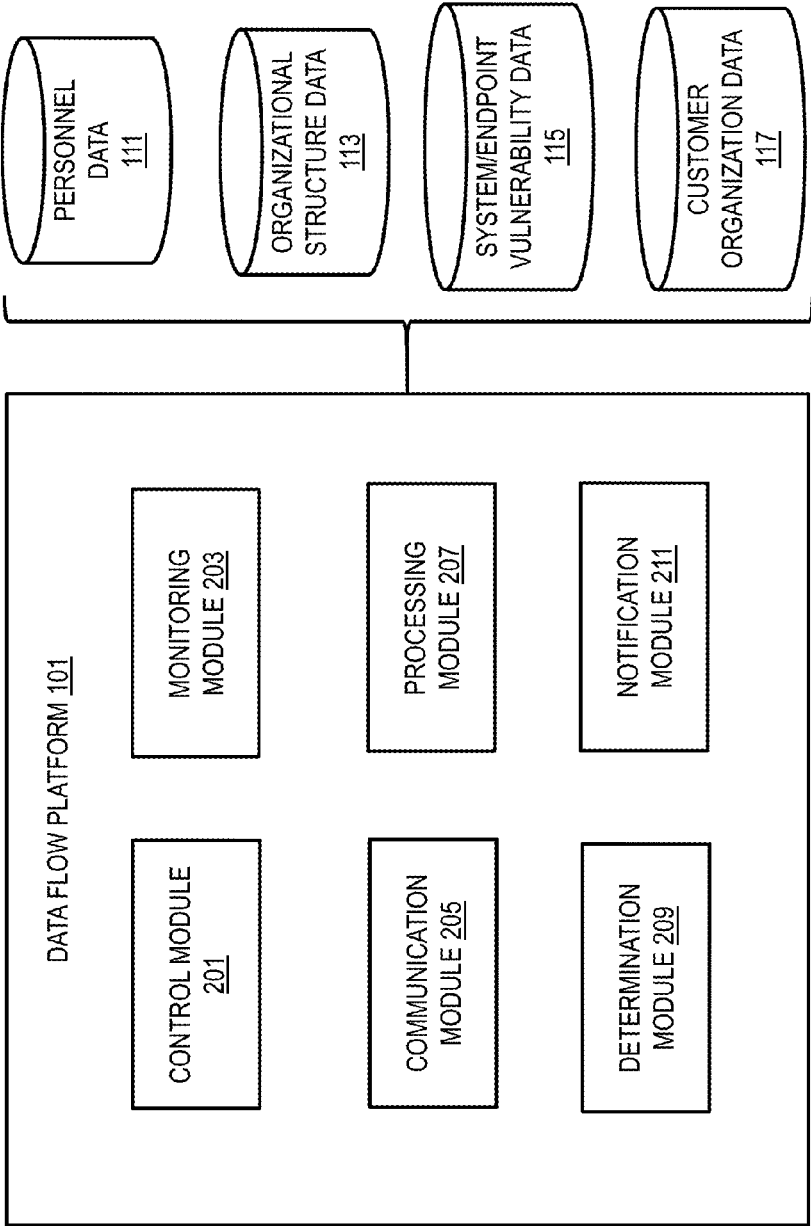 DATA FLOW PLATFORM 101
CONTROL MODULE
201
MONITORING
MODULE 203
COMMUNICATION
MODULE 205
PROCESSING
MODULE 207
DETERMINATION
MODULE 209
NOTIFICATION
MODULE 211
PERSONNEL
DATA
111
ORGANIZATIONAL
STRUCTURE DATA
113
SYSTEM/ENDPOINT
VULNERABILITY DATA
115
CUSTOMER
ORGANIZATION DATA
117